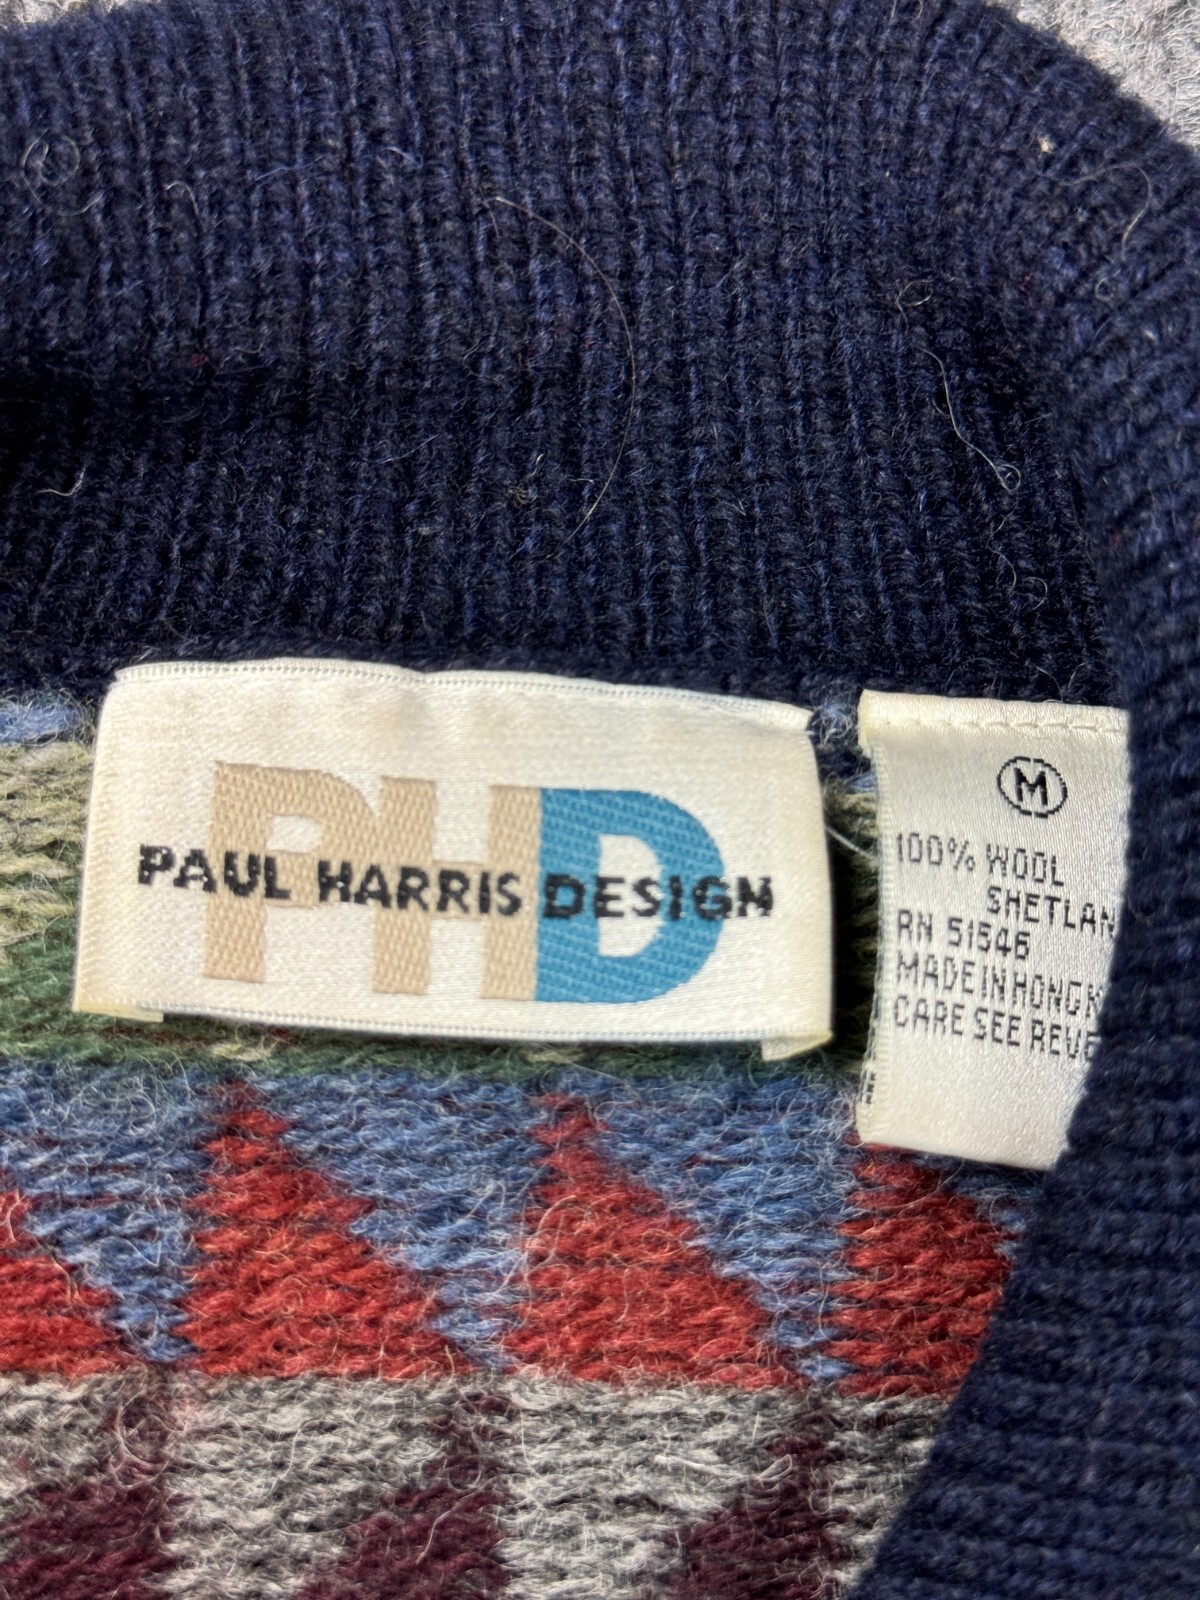 PHD
PAUL HARRIS DESIGN
M
100% WOOL
SHETLAN
RN 51546
MADE IN HONG K
CARE SEE REVE